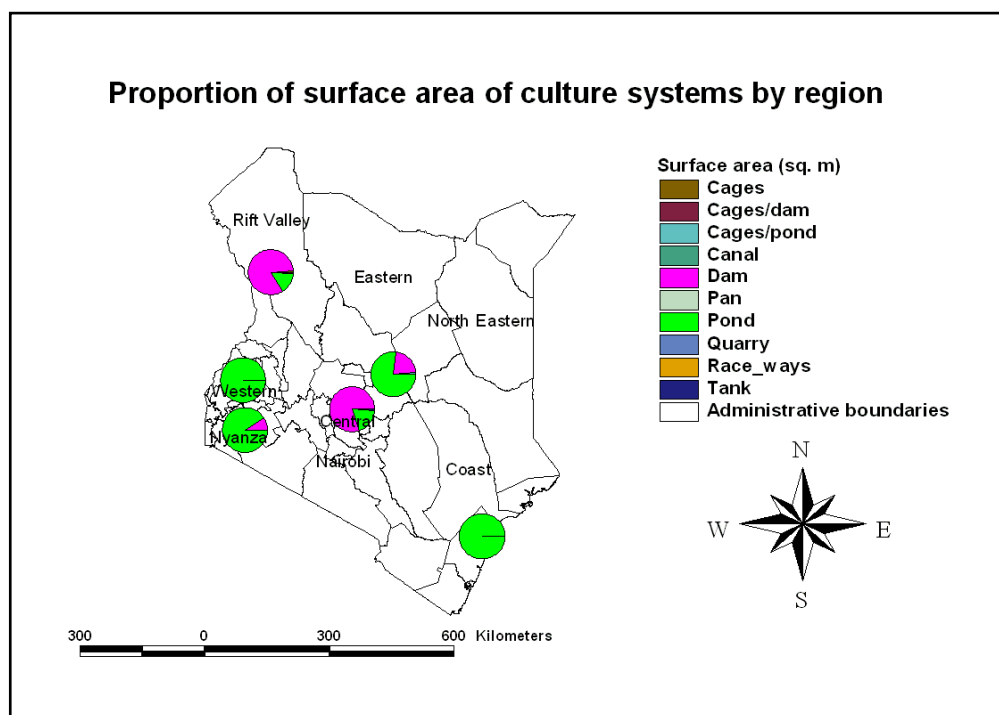 Proportion of surface area of culture systems by region
Surface area (sq. m)
Cages
Cages/dam
Cages/pond
Canal
Dam
Pan
Pond
Quarry
Race_ways
Tank
Administrative boundaries
Rift Valley
Eastern
North Eastern
Western
Central
Nyanza
Nairobi
Coast
N
W E
S
300 0 300 600 Kilometers